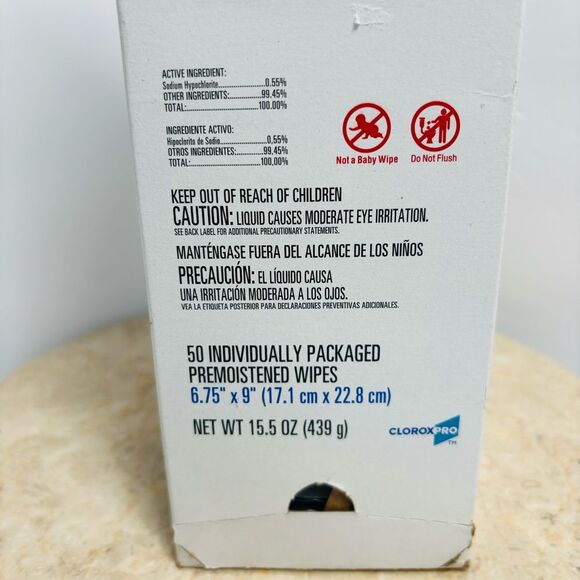 ACTIVE INGREDIENT:
Sodium Hypochlorite....................0.55%
OTHER INGREDIENTS:...........99.45%
TOTAL:................................100.00%
INGREDIENTE ACTIVO:
Hipoclorito de Sodio....................0,55%
OTROS INGREDIENTES:.........99,45%
TOTAL:................................100,00%
Not a Baby Wipe
Do Not Flush
KEEP OUT OF REACH OF CHILDREN
CAUTION: LIQUID CAUSES MODERATE EYE IRRITATION.
SEE BACK LABEL FOR ADDITIONAL PRECAUTIONARY STATEMENTS.
MANTÉNGASE FUERA DEL ALCANCE DE LOS NIÑOS
PRECAUCIÓN: EL LÍQUIDO CAUSA
UNA IRRITACIÓN MODERADA A LOS OJOS.
VEA LA ETIQUETA POSTERIOR PARA DECLARACIONES PREVENTIVAS ADICIONALES.
50 INDIVIDUALLY PACKAGED
PREMOISTENED WIPES
6.75" x 9" (17.1 cm x 22.8 cm)
NET WT 15.5 OZ (439 g)
CLOROXPRO
TM